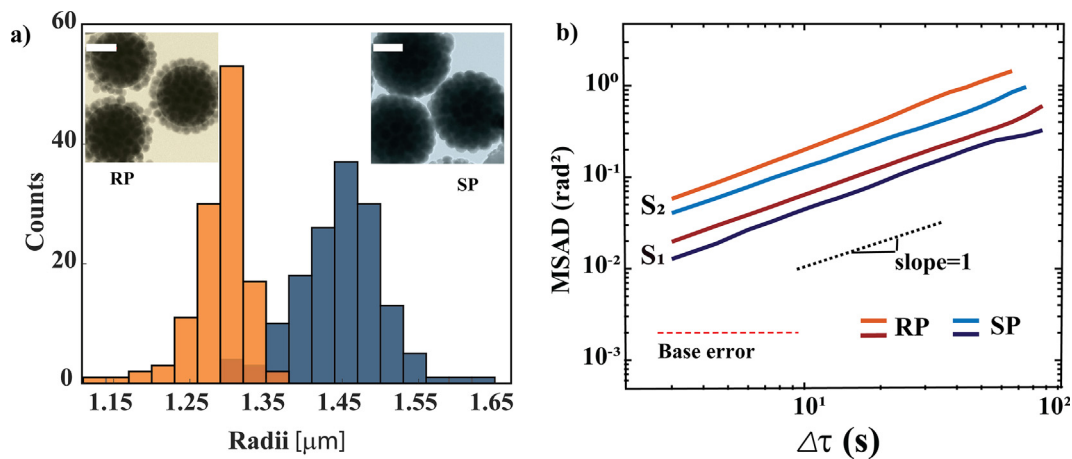 a)
60
40
20
0
Counts
RP
SP
1.15 1.25 1.35 1.45 1.55 1.65
Radii [μm]
b)
10⁰
10⁻¹
10⁻²
10⁻³
MSAD (rad²)
S₂
S₁
slope=1
RP SP
Base error
10¹ 10²
Δτ (s)